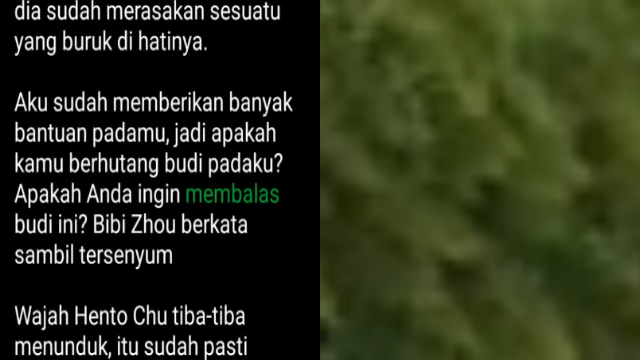 dia sudah merasakan sesuatu
yang buruk di hatinya.
Aku sudah memberikan banyak
bantuan padamu, jadi apakah
kamu berhutang budi padaku?
Apakah Anda ingin membalas
budi ini? Bibi Zhou berkata
sambil tersenyum
Wajah Hento Chu tiba-tiba
menunduk, itu sudah pasti